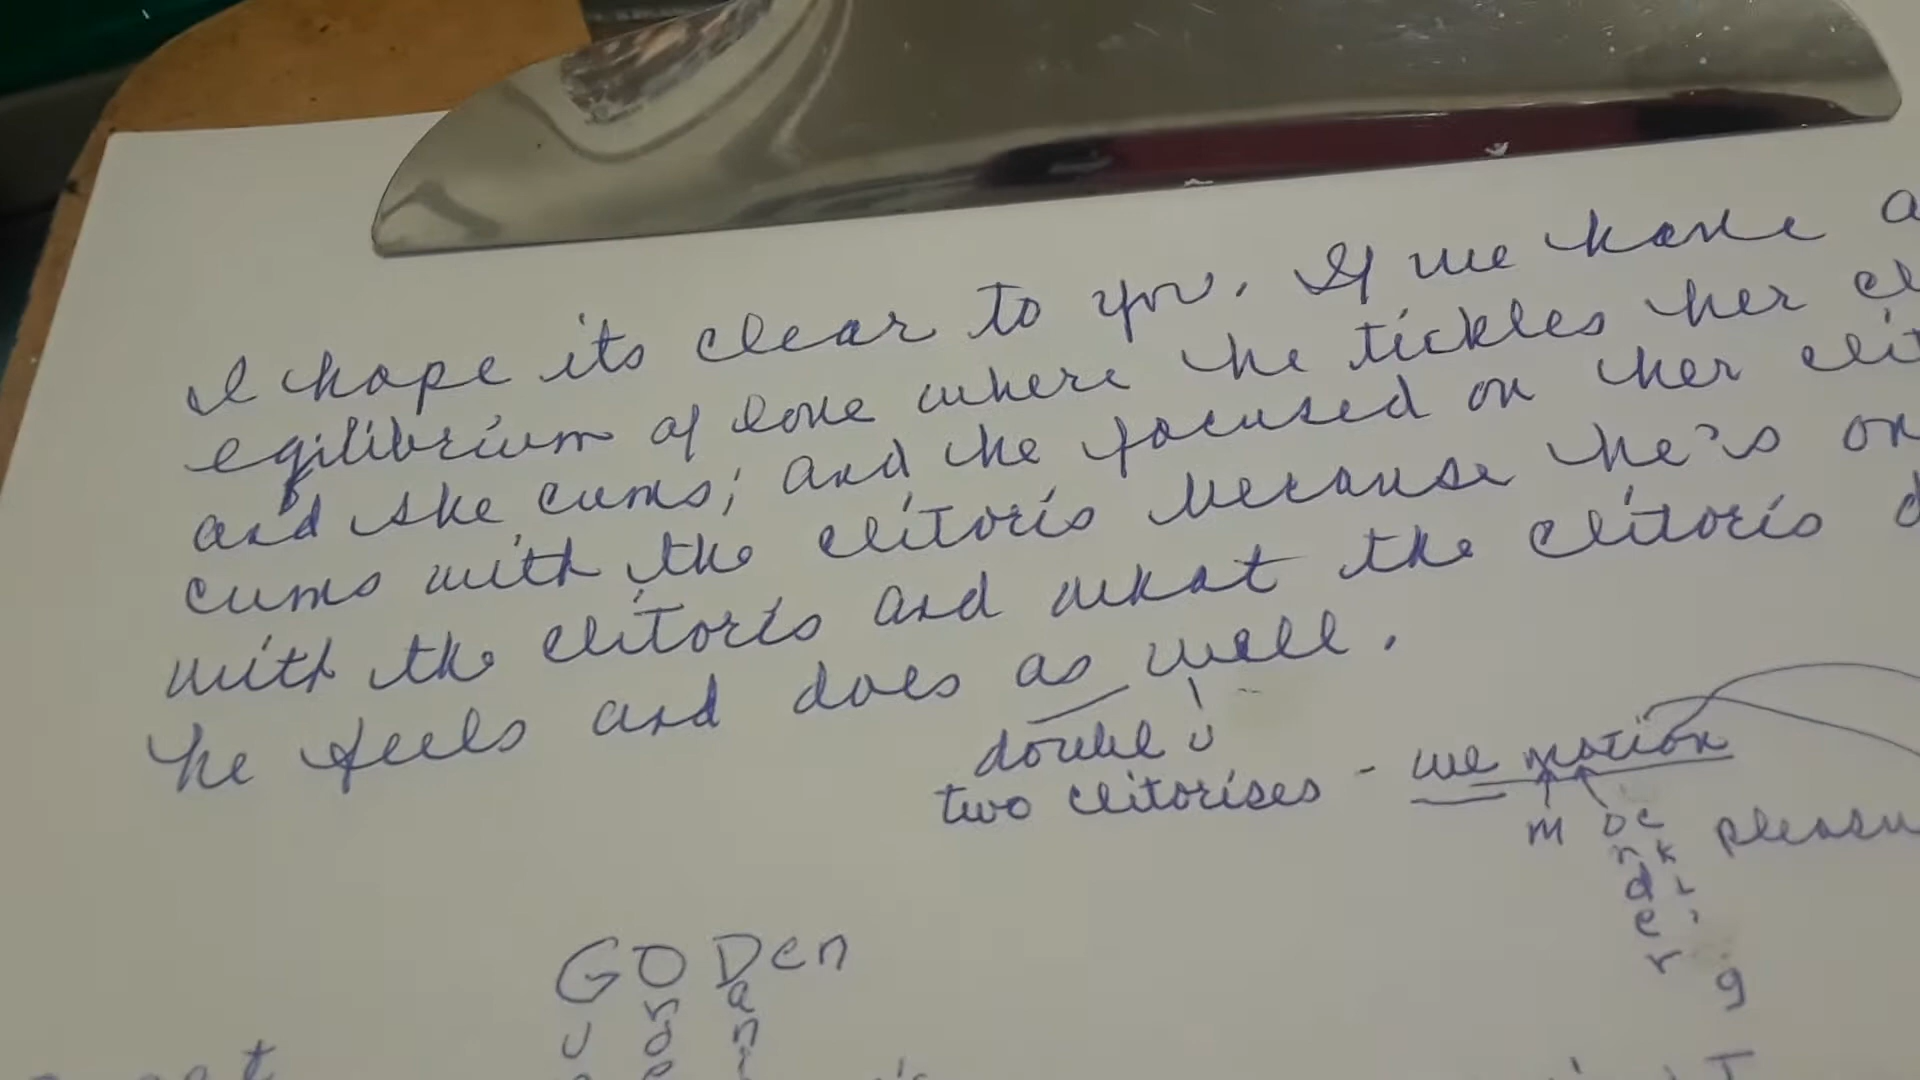 I hope its clear to you. If we have a
egilibrium of love where he tickles her cl
and she cums; and he focused on her clit
cums with the clitoris because he's on
with the clitoris and what the clitoris d
he feels and does as well.
double u
two clitorises - we motion
m pleasu
GODen